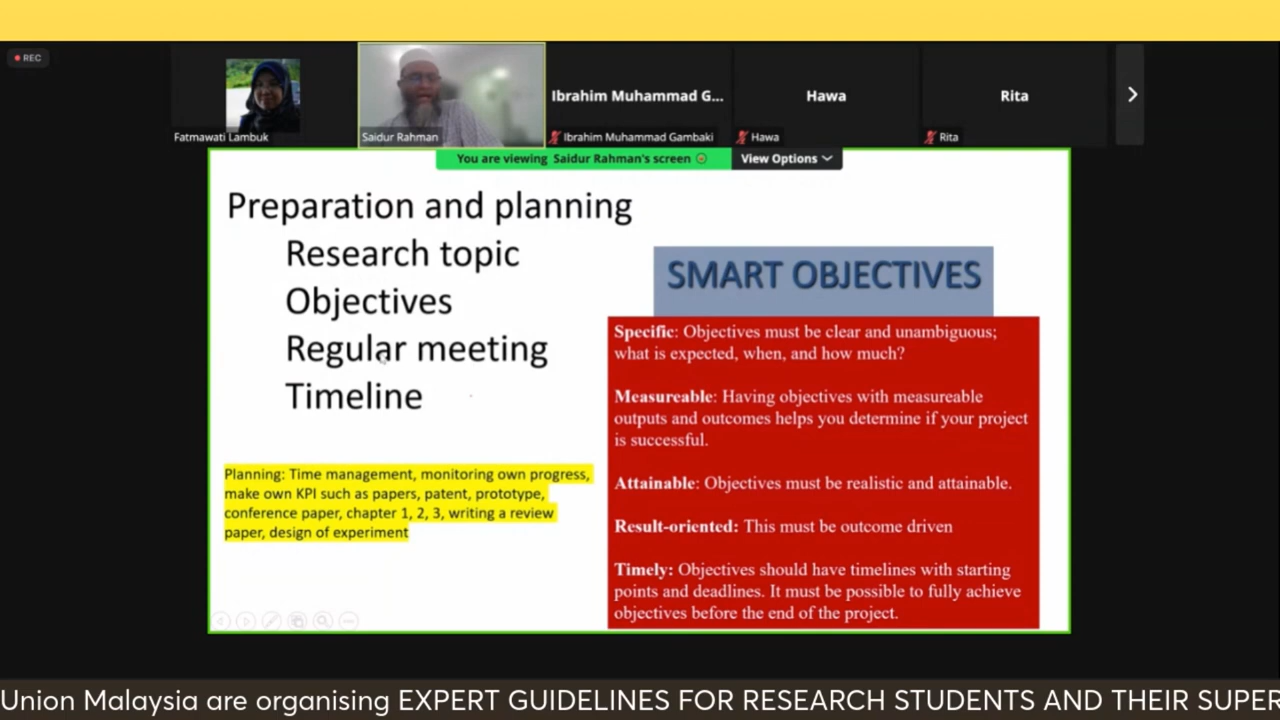 REC
Ibrahim Muhammad G...
Hawa
Rita
Fatmawati Lambuk
Saidur Rahman
Ibrahim Muhammad Gambaki
Hawa
Rita
You are viewing Saidur Rahman's screen
View Options
Preparation and planning
Research topic
Objectives
Regular meeting
Timeline
Planning: Time management, monitoring own progress,
make own KPI such as papers, patent, prototype,
conference paper, chapter 1, 2, 3, writing a review
paper, design of experiment
SMART OBJECTIVES
Specific: Objectives must be clear and unambiguous;
what is expected, when, and how much?
Measureable: Having objectives with measureable
outputs and outcomes helps you determine if your project
is successful.
Attainable: Objectives must be realistic and attainable.
Result-oriented: This must be outcome driven
Timely: Objectives should have timelines with starting
points and deadlines. It must be possible to fully achieve
objectives before the end of the project.
Union Malaysia are organising EXPERT GUIDELINES FOR RESEARCH STUDENTS AND THEIR SUPER